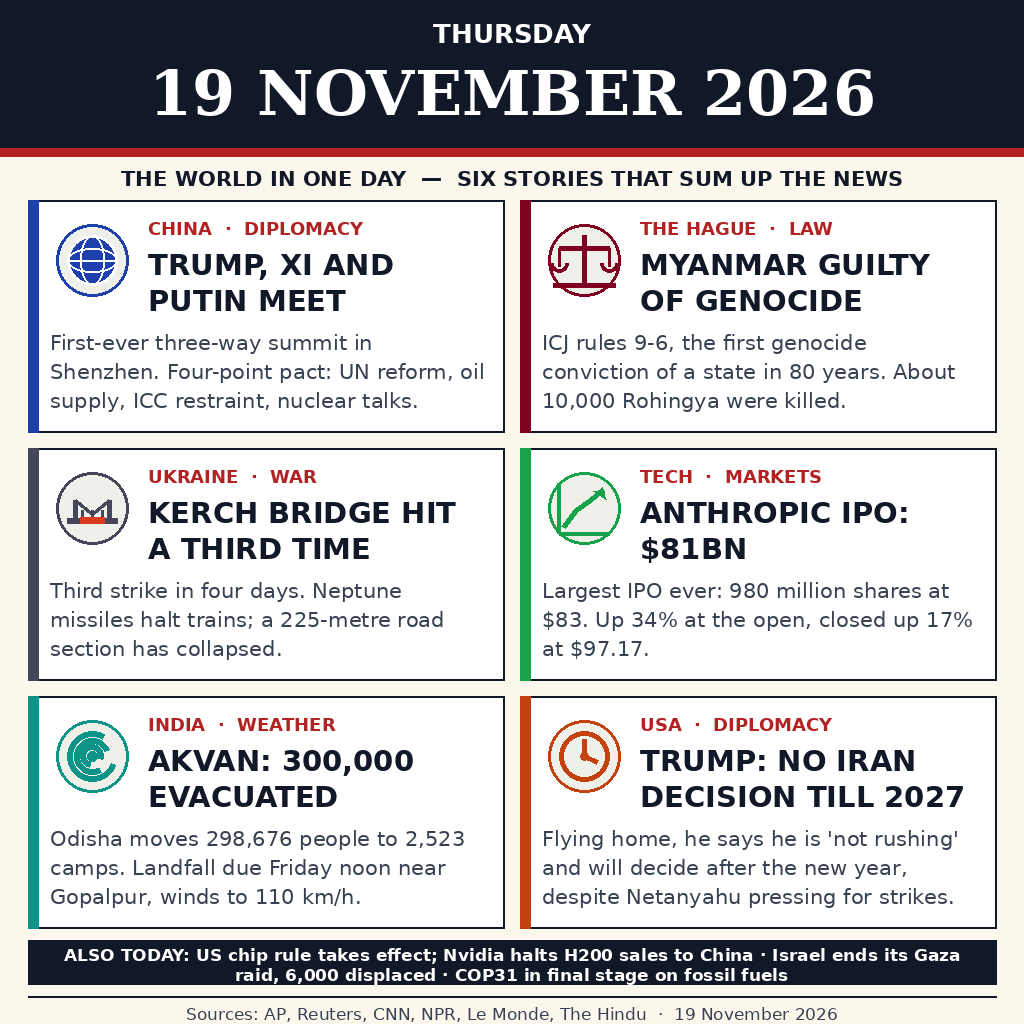 THURSDAY
19 NOVEMBER 2026
THE WORLD IN ONE DAY — SIX STORIES THAT SUM UP THE NEWS
CHINA · DIPLOMACY
TRUMP, XI AND
PUTIN MEET
First-ever three-way summit in
Shenzhen. Four-point pact: UN reform, oil
supply, ICC restraint, nuclear talks.
THE HAGUE · LAW
MYANMAR GUILTY
OF GENOCIDE
ICJ rules 9-6, the first genocide
conviction of a state in 80 years. About
10,000 Rohingya were killed.
UKRAINE · WAR
KERCH BRIDGE HIT
A THIRD TIME
Third strike in four days. Neptune
missiles halt trains; a 225-metre road
section has collapsed.
TECH · MARKETS
ANTHROPIC IPO:
$81BN
Largest IPO ever: 980 million shares at
$83. Up 34% at the open, closed up 17%
at $97.17.
INDIA · WEATHER
AKVAN: 300,000
EVACUATED
Odisha moves 298,676 people to 2,523
camps. Landfall due Friday noon near
Gopalpur, winds to 110 km/h.
USA · DIPLOMACY
TRUMP: NO IRAN
DECISION TILL 2027
Flying home, he says he is 'not rushing'
and will decide after the new year,
despite Netanyahu pressing for strikes.
ALSO TODAY: US chip rule takes effect; Nvidia halts H200 sales to China · Israel ends its Gaza
raid, 6,000 displaced · COP31 in final stage on fossil fuels
Sources: AP, Reuters, CNN, NPR, Le Monde, The Hindu · 19 November 2026